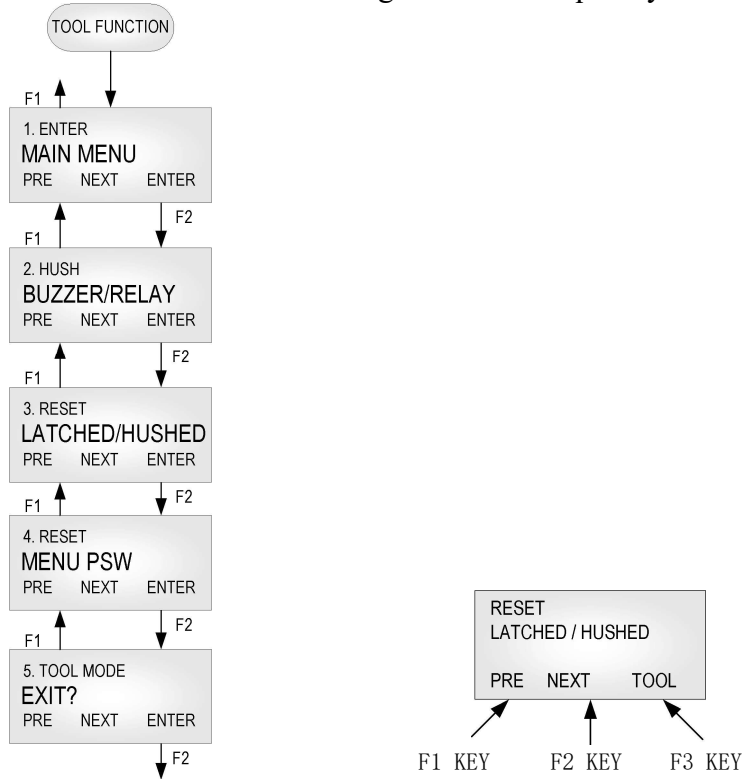 TOOL FUNCTION
F1
1. ENTER
MAIN MENU
PRE NEXT ENTER
F1 F2
2. HUSH
BUZZER/RELAY
PRE NEXT ENTER
F1 F2
3. RESET
LATCHED/HUSHED
PRE NEXT ENTER
F1 F2
4. RESET
MENU PSW
PRE NEXT ENTER
F1 F2
5. TOOL MODE
EXIT?
PRE NEXT ENTER
F2
RESET
LATCHED / HUSHED
PRE NEXT TOOL
F1 KEY F2 KEY F3 KEY